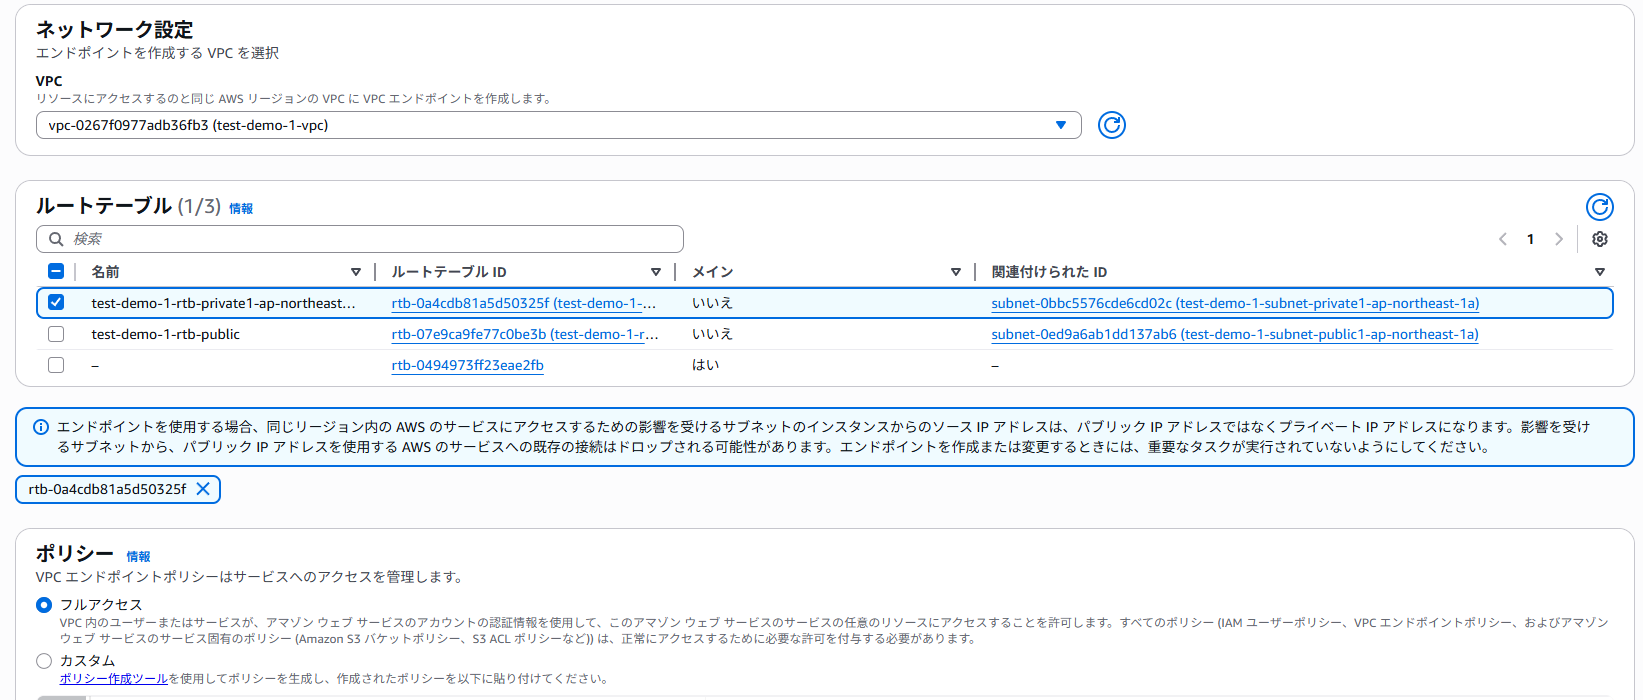 ネットワーク設定
エンドポイントを作成する VPC を選択
VPC
リソースにアクセスするのと同じ AWS リージョンの VPC に VPC エンドポイントを作成します。
vpc-0267f0977adb36fb3 (test-demo-1-vpc)
ルートテーブル (1/3) 情報
検索
1
名前 ルートテーブル ID メイン 関連付けられた ID
test-demo-1-rtb-private1-ap-northeast... rtb-0a4cdb81a5d50325f (test-demo-1-... いいえ subnet-0bbc5576cde6cd02c (test-demo-1-subnet-private1-ap-northeast-1a)
test-demo-1-rtb-public rtb-07e9ca9fe77c0be3b (test-demo-1-r... いいえ subnet-0ed9a6ab1dd137ab6 (test-demo-1-subnet-public1-ap-northeast-1a)
– rtb-0494973ff23eae2fb はい –
エンドポイントを使用する場合、同じリージョン内の AWS のサービスにアクセスするための影響を受けるサブネットのインスタンスからのソース IP アドレスは、パブリック IP アドレスではなくプライベート IP アドレスになります。影響を受け
るサブネットから、パブリック IP アドレスを使用する AWS のサービスへの既存の接続はドロップされる可能性があります。エンドポイントを作成または変更するときには、重要なタスクが実行されていないようにしてください。
rtb-0a4cdb81a5d50325f
ポリシー 情報
VPC エンドポイントポリシーはサービスへのアクセスを管理します。
フルアクセス
VPC 内のユーザーまたはサービスが、アマゾン ウェブ サービスのアカウントの認証情報を使用して、このアマゾン ウェブ サービスのサービスの任意のリソースにアクセスすることを許可します。すべてのポリシー (IAM ユーザーポリシー、VPC エンドポイントポリシー、およびアマゾン
ウェブ サービスのサービス固有のポリシー (Amazon S3 バケットポリシー、S3 ACL ポリシーなど)) は、正常にアクセスするために必要な許可を付与する必要があります。
カスタム
ポリシー作成ツールを使用してポリシーを生成し、作成されたポリシーを以下に貼り付けてください。